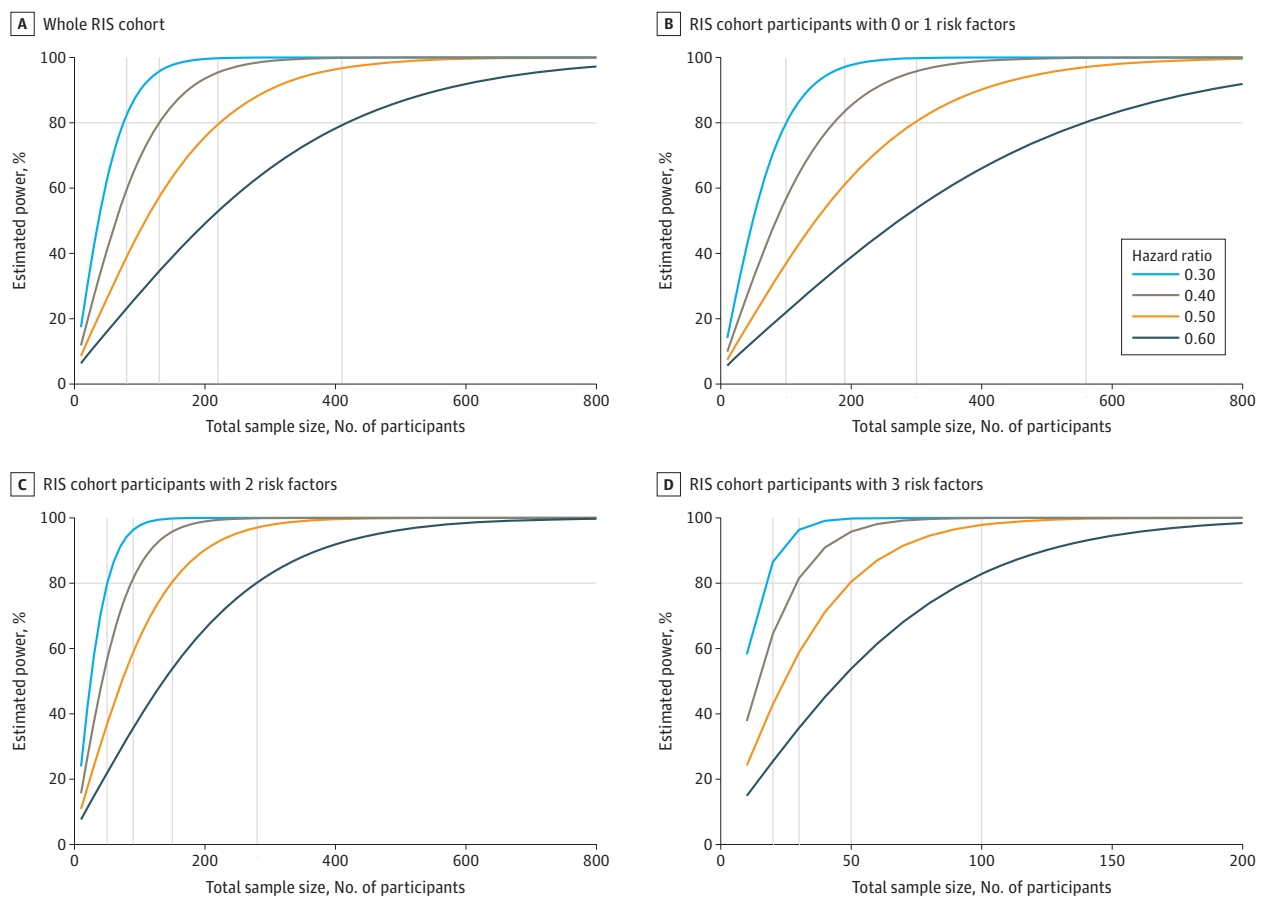 A Whole RIS cohort
100
80
60
40
20
0
Estimated power, %
0 200 400 600 800
Total sample size, No. of participants
B RIS cohort participants with 0 or 1 risk factors
100
80
60
40
20
0
Estimated power, %
Hazard ratio
0.30
0.40
0.50
0.60
0 200 400 600 800
Total sample size, No. of participants
C RIS cohort participants with 2 risk factors
100
80
60
40
20
0
Estimated power, %
0 200 400 600 800
Total sample size, No. of participants
D RIS cohort participants with 3 risk factors
100
80
60
40
20
0
Estimated power, %
0 50 100 150 200
Total sample size, No. of participants